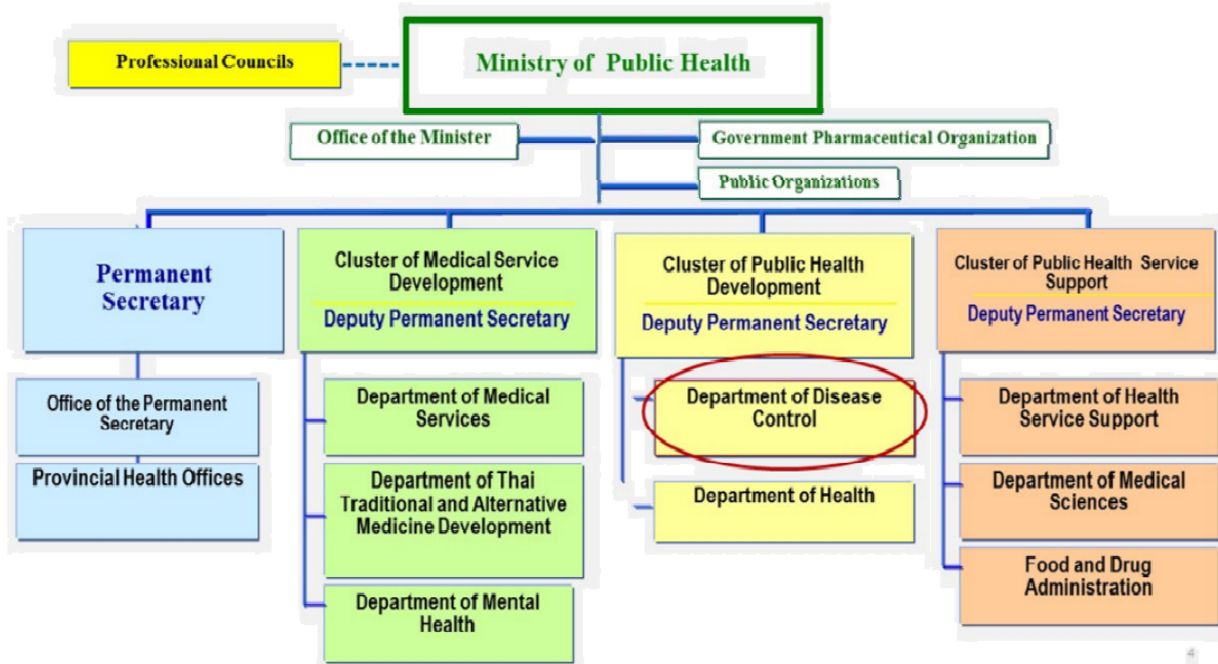 Professional Councils
Ministry of Public Health
Office of the Minister
Government Pharmaceutical Organization
Public Organizations
Permanent
Secretary
Office of the Permanent
Secretary
Provincial Health Offices
Cluster of Medical Service
Development
Deputy Permanent Secretary
Department of Medical
Services
Department of Thai
Traditional and Alternative
Medicine Development
Department of Mental
Health
Cluster of Public Health
Development
Deputy Permanent Secretary
Department of Disease
Control
Department of Health
Cluster of Public Health Service
Support
Deputy Permanent Secretary
Department of Health
Service Support
Department of Medical
Sciences
Food and Drug
Administration
4